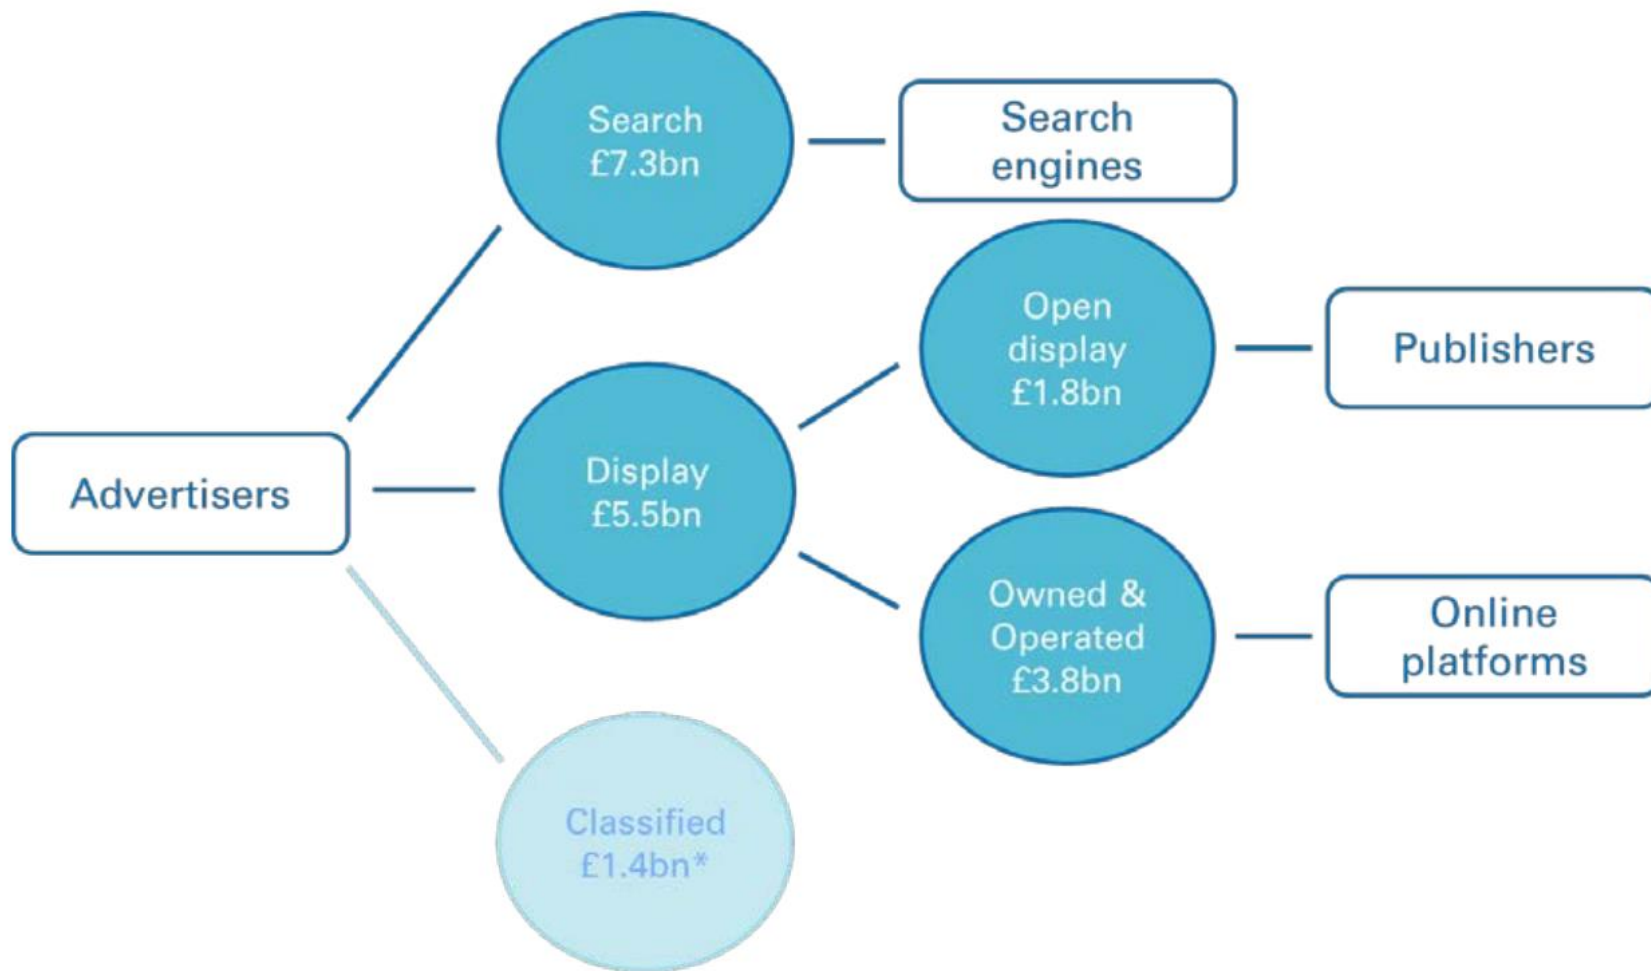 Search
£7.3bn
Search
engines
Open
display
£1.8bn
Publishers
Advertisers
Display
£5.5bn
Owned &
Operated
£3.8bn
Online
platforms
Classified
£1.4bn*